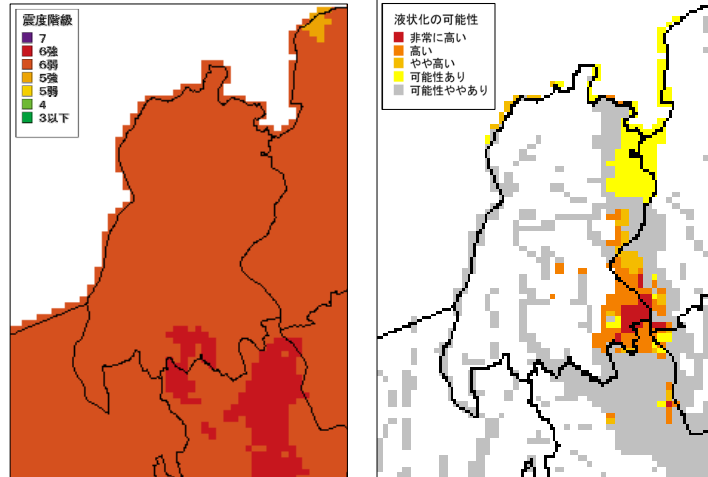 震度階級
7
6強
6弱
5強
5弱
4
3以下
液状化の可能性
非常に高い
高い
やや高い
可能性あり
可能性ややあり